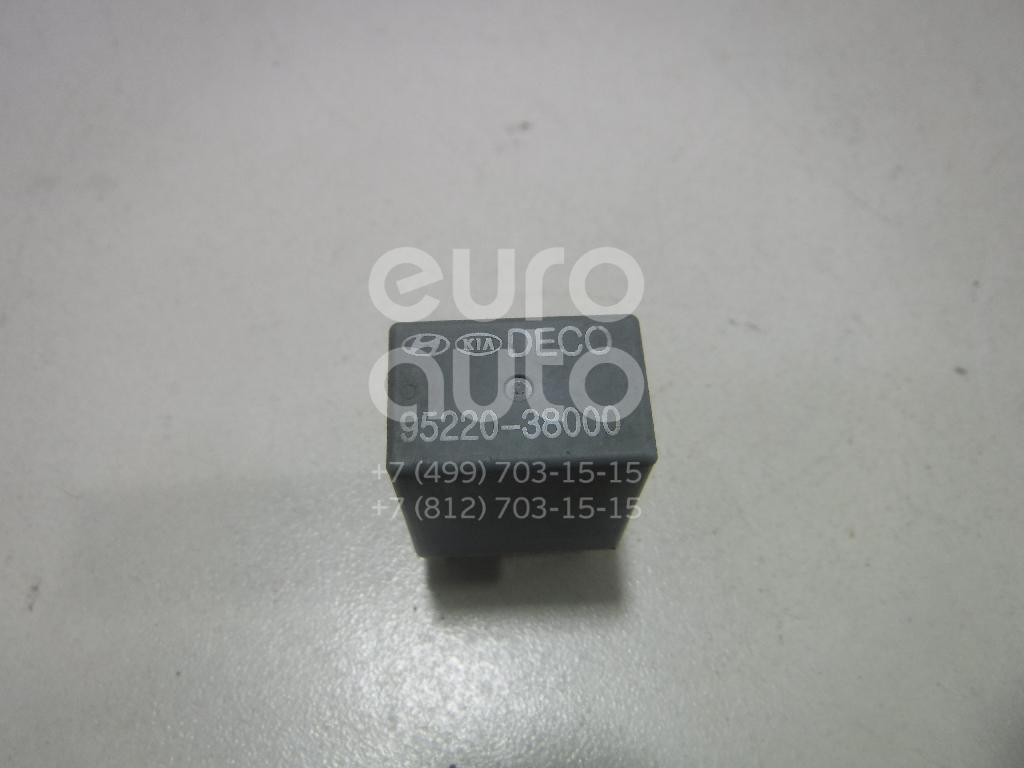 euro
auto
KIA DECO
95220-38000
+7 (499) 703-15-15
+7 (812) 703-15-15